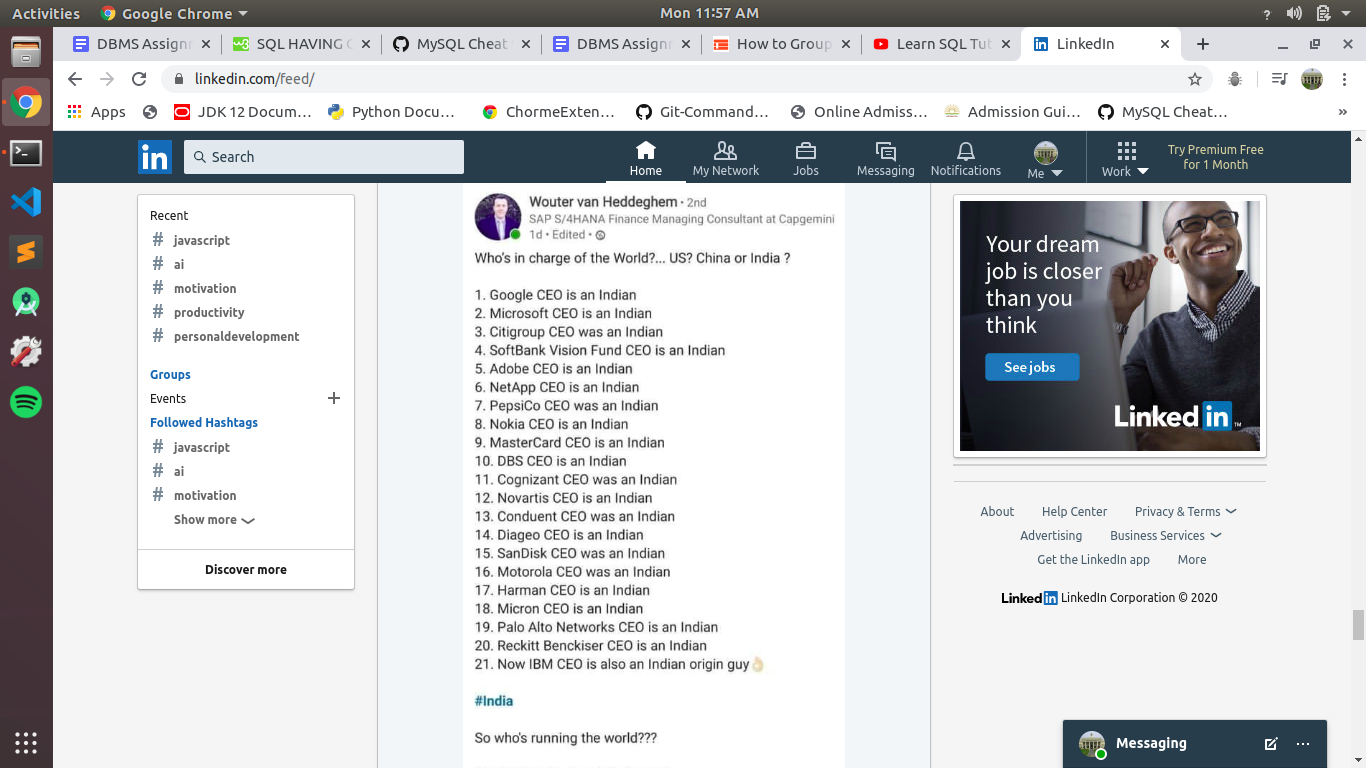 Activities
Google Chrome
Mon 11:57 AM
?
DBMS Assign
SQL HAVING C
MySQL Cheat
DBMS Assign
How to Group
Learn SQL Tut
LinkedIn
linkedin.com/feed/
Apps
JDK 12 Docum...
Python Docu...
ChormeExten...
Git-Command...
Online Admiss...
Admission Gui...
MySQL Cheat...
»
in
Search
Home
My Network
Jobs
Messaging
Notifications
Me
Work
Try Premium Free
for 1 Month
Recent
# javascript
# ai
# motivation
# productivity
# personaldevelopment
Groups
Events
Followed Hashtags
# javascript
# ai
# motivation
Show more
Discover more
Wouter van Heddeghem • 2nd
SAP S/4HANA Finance Managing Consultant at Capgemini
1d • Edited •
Who's in charge of the World?... US? China or India ?
1. Google CEO is an Indian
2. Microsoft CEO is an Indian
3. Citigroup CEO was an Indian
4. SoftBank Vision Fund CEO is an Indian
5. Adobe CEO is an Indian
6. NetApp CEO is an Indian
7. PepsiCo CEO was an Indian
8. Nokia CEO is an Indian
9. MasterCard CEO is an Indian
10. DBS CEO is an Indian
11. Cognizant CEO was an Indian
12. Novartis CEO is an Indian
13. Conduent CEO was an Indian
14. Diageo CEO is an Indian
15. SanDisk CEO was an Indian
16. Motorola CEO was an Indian
17. Harman CEO is an Indian
18. Micron CEO is an Indian
19. Palo Alto Networks CEO is an Indian
20. Reckitt Benckiser CEO is an Indian
21. Now IBM CEO is also an Indian origin guy👌🏻
#India
So who's running the world???
Your dream
job is closer
than you
think
See jobs
Linked in ™
About
Help Center
Privacy & Terms
Advertising
Business Services
Get the LinkedIn app
More
Linked in LinkedIn Corporation © 2020
Messaging